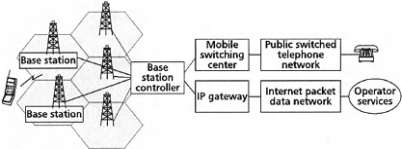 Base station
Base station
Base
station
controller
Mobile
switching
center
Public switched
telephone
network
IP gateway
Internet packet
data network
Operator
services